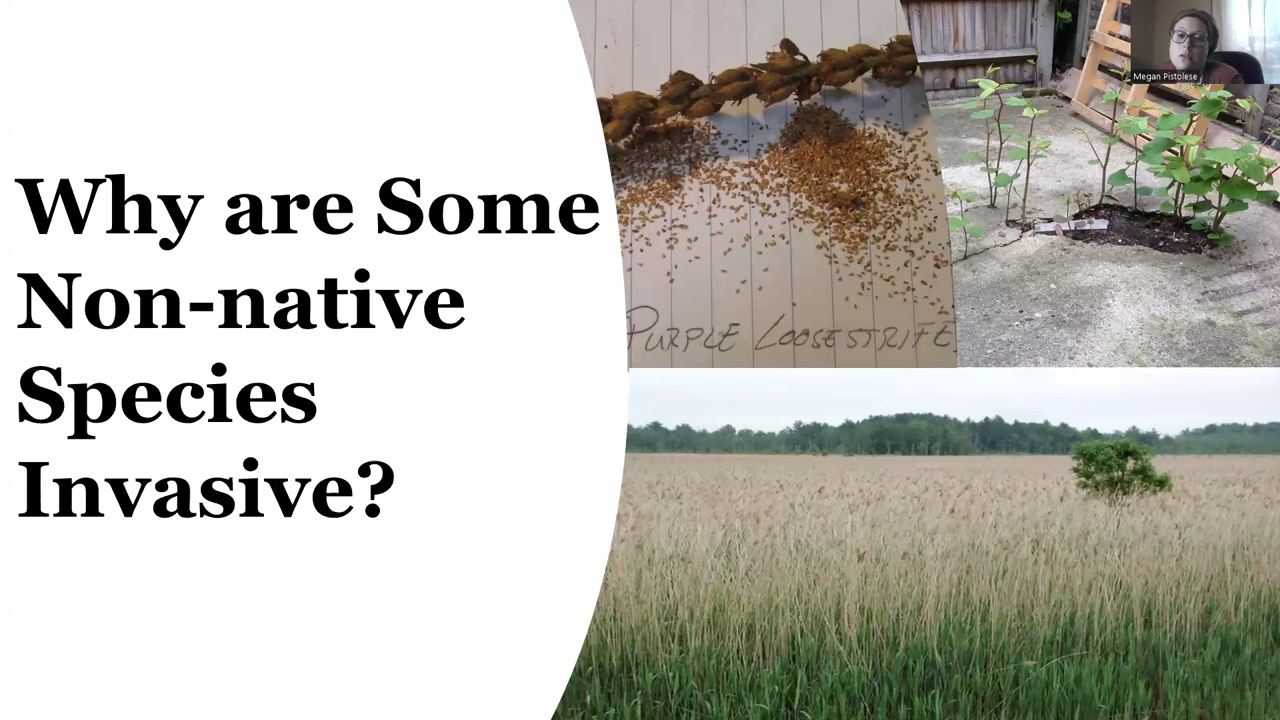 Why are Some
Non-native
Species
Invasive?
PURPLE LOOSESTRIFE
Megan Pistolese